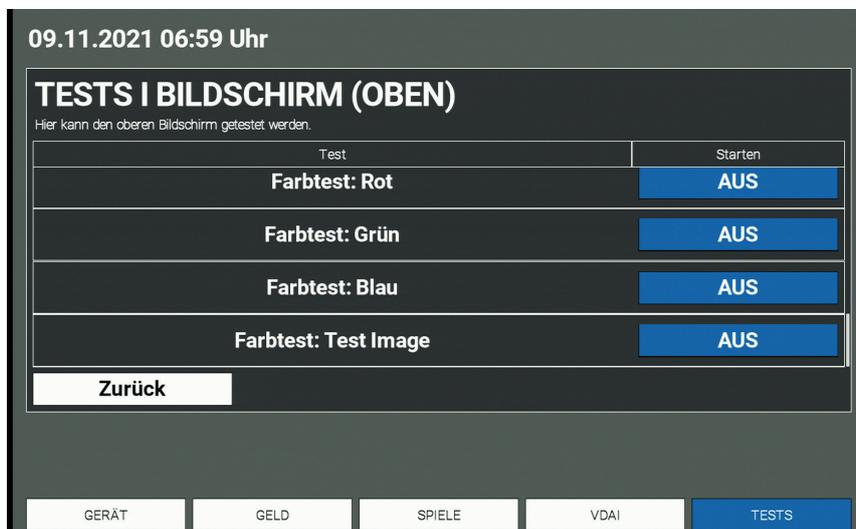 09.11.2021 06:59 Uhr
TESTS I BILDSCHIRM (OBEN)
Hier kann den oberen Bildschirm getestet werden.
Test Starten
Farbtest: Rot AUS
Farbtest: Grün AUS
Farbtest: Blau AUS
Farbtest: Test Image AUS
Zurück
GERÄT GELD SPIELE VDAI TESTS